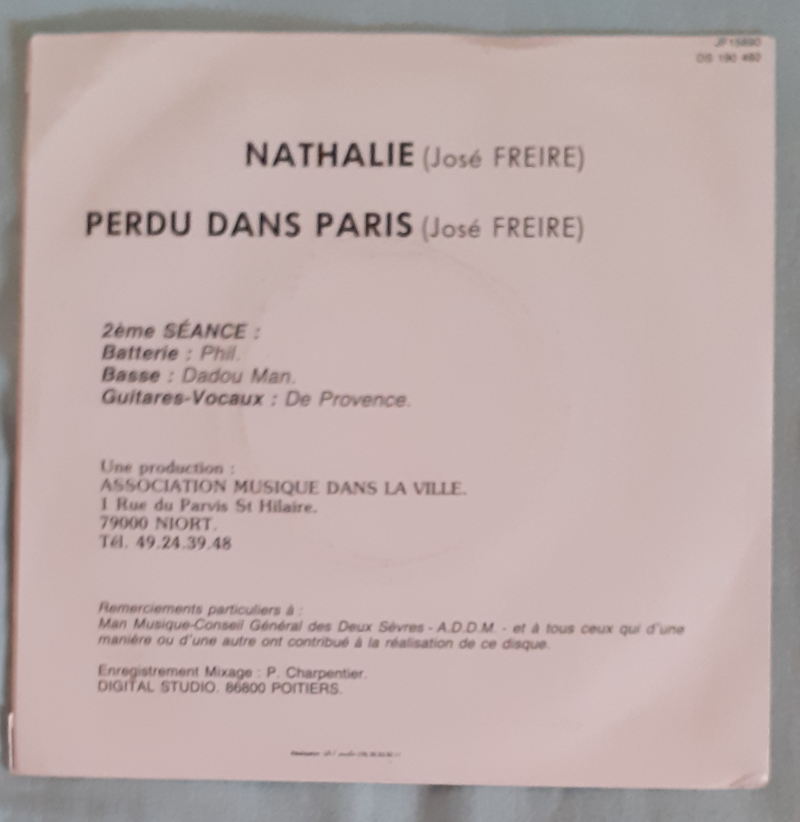 JF 15890
DS 190 482
NATHALIE (José FREIRE)
PERDU DANS PARIS (José FREIRE)
2ème SÉANCE :
Batterie : Phil.
Basse : Dadou Man.
Guitares-Vocaux : De Provence.
Une production :
ASSOCIATION MUSIQUE DANS LA VILLE.
1 Rue du Parvis St Hilaire.
79000 NIORT.
Tél. 49.24.39.48
Remerciements particuliers à :
Man Musique-Conseil Général des Deux Sèvres - A.D.D.M. - et à tous ceux qui d'une
manière ou d'une autre ont contribué à la réalisation de ce disque.
Enregistrement Mixage : P. Charpentier.
DIGITAL STUDIO. 86800 POITIERS.